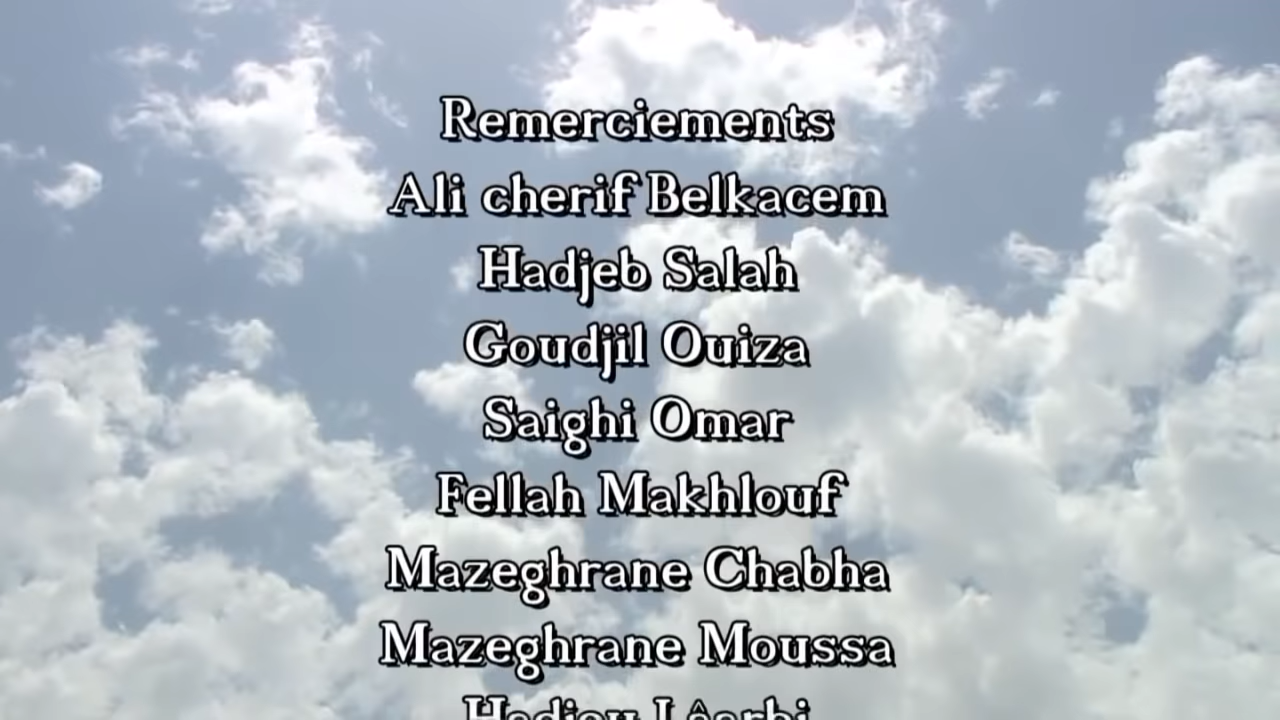 Remerciements
Ali cherif Belkacem
Hadjeb Salah
Goudjil Ouiza
Saighi Omar
Fellah Makhlouf
Mazeghrane Chabha
Mazeghrane Moussa